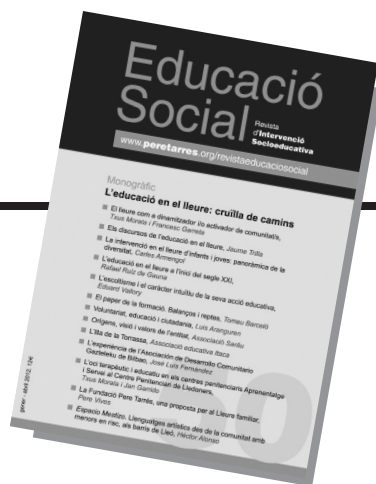 Educació
Social
Revista
d'Intervenció
Socioeducativa
www.peretarres.org/revistaeducaciosocial
Monogràfic
L'educació en el lleure: cruïlla de camins
El lleure com a dinamitzador i/o activador de comunitat/s,
Txus Morata i Francesc Garreta
Els discursos de l'educació en el lleure, Jaume Trilla
La intervenció en el lleure d'infants i joves: panoràmica de la
diversitat, Carles Armengol
L'educació en el lleure a l'inici del segle XXI,
Rafael Ruiz de Gauna
L'escoltisme i el caràcter intuïtiu de la seva acció educativa,
Eduard Vallory
El paper de la formació. Balanços i reptes, Tomeu Barceló
Voluntariat, educació i ciutadania, Luis Aranguren
Orígens, visió i valors de l'entitat, Associació Sarau
L'illa de la Torrassa, Associació educativa Itaca
L'experiència de l'Asociación de Desarrollo Comunitario
Gazteleku de Bilbao, José Luis Fernández
L'oci terapèutic i educatiu en els centres penitenciaris Aprenentatge
i Servei al Centre Penitenciari de Lledoners,
Txus Morata i Jan Garrido
La Fundació Pere Tarrés, una proposta per al Lleure familiar,
Pere Vives
Espacio Mestizo. Llenguatges artístics des de la comunitat amb
menors en risc, als barris de Lleó, Héctor Alonso
50
gener - abril 2012. 12€